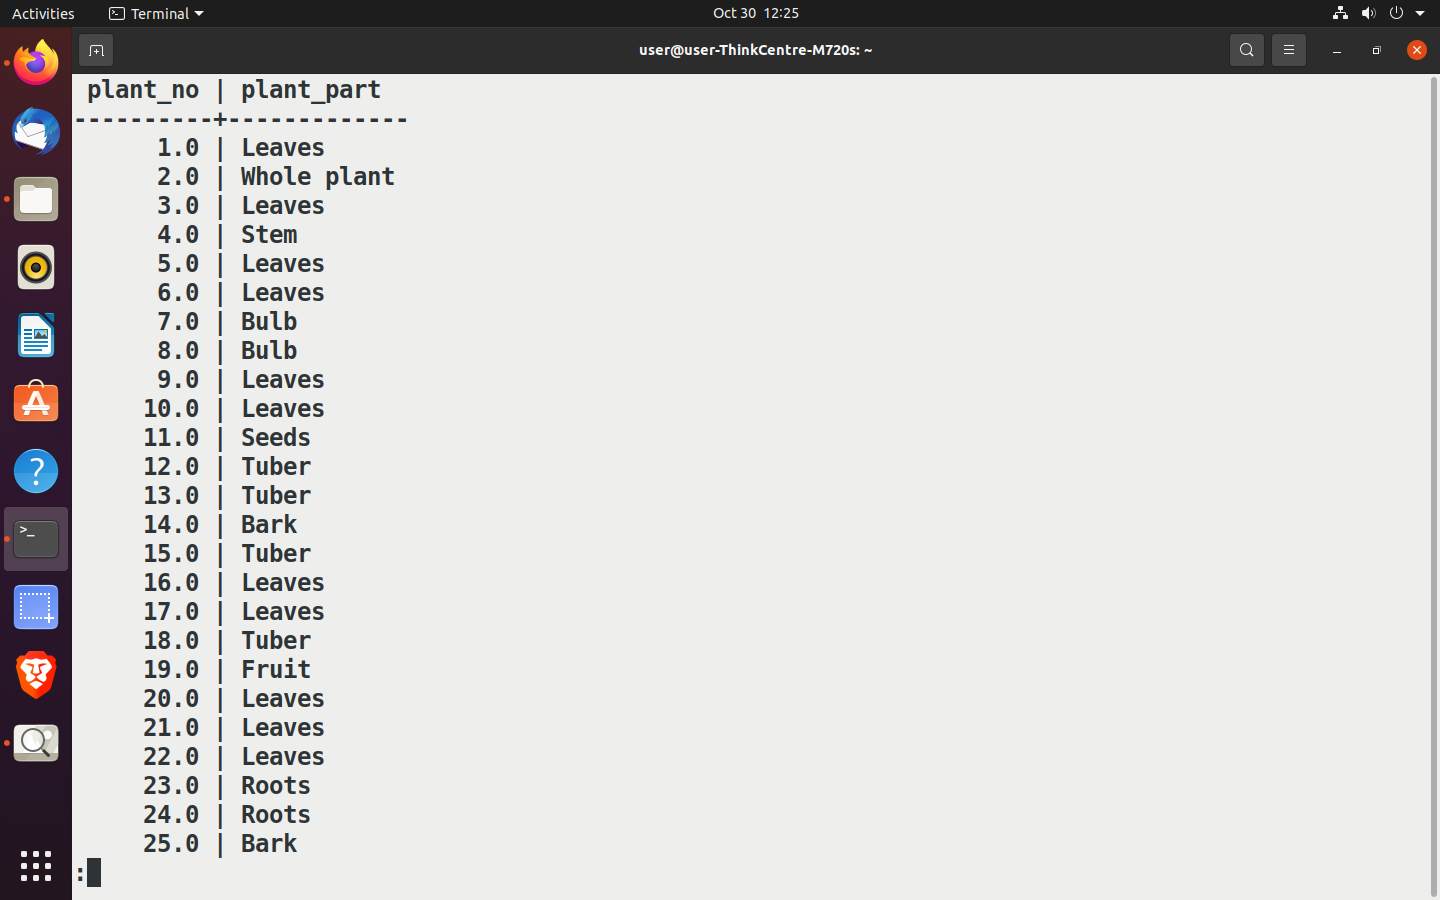 Activities Terminal Oct 30 12:25
user@user-ThinkCentre-M720s: ~
plant_no | plant_part
----------+-------------
1.0 | Leaves
2.0 | Whole plant
3.0 | Leaves
4.0 | Stem
5.0 | Leaves
6.0 | Leaves
7.0 | Bulb
8.0 | Bulb
9.0 | Leaves
10.0 | Leaves
11.0 | Seeds
12.0 | Tuber
13.0 | Tuber
14.0 | Bark
15.0 | Tuber
16.0 | Leaves
17.0 | Leaves
18.0 | Tuber
19.0 | Fruit
20.0 | Leaves
21.0 | Leaves
22.0 | Leaves
23.0 | Roots
24.0 | Roots
25.0 | Bark
: